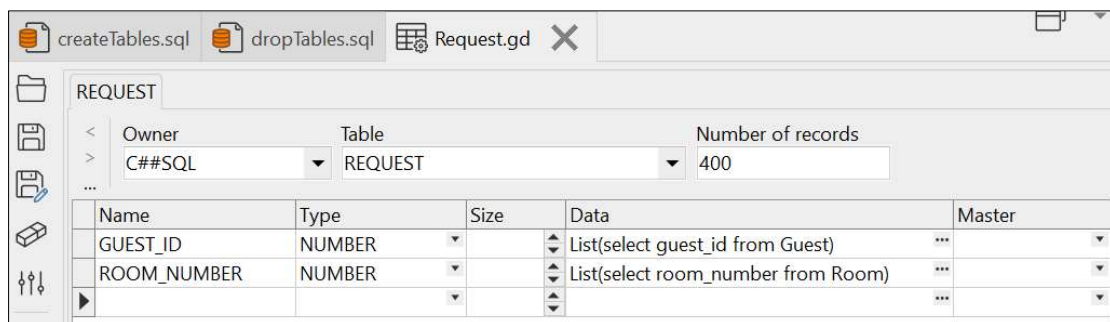 createTables.sql dropTables.sql Request.gd
REQUEST
< Owner Table Number of records
> C##SQL REQUEST 400
...
Name Type Size Data Master
GUEST_ID NUMBER List(select guest_id from Guest) ...
ROOM_NUMBER NUMBER List(select room_number from Room) ...
...